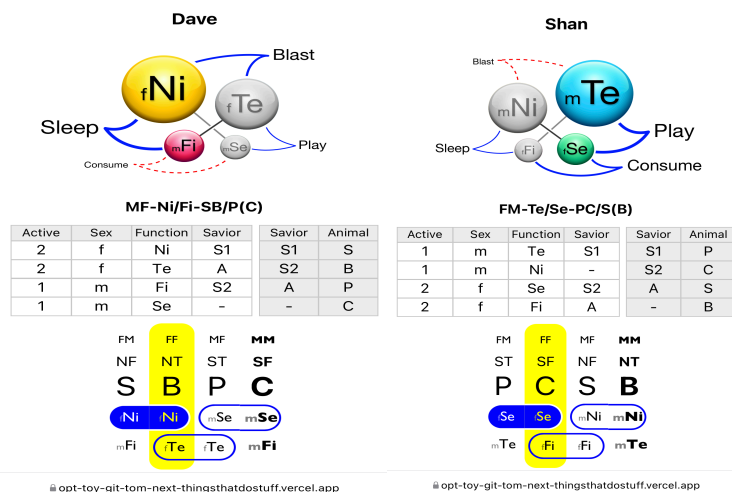 Dave
Blast
fNi
fTe
Sleep
mFi
mSe
Play
Consume
MF-Ni/Fi-SB/P(C)
Active Sex Function Savior Savior Animal
2 f Ni S1 S1 S
2 f Te A S2 B
1 m Fi S2 A P
1 m Se - - C
FM FF MF MM
NF NT ST SF
S B P C
fNi fNi mSe mSe
mFi fTe fTe mFi
opt-toy-git-tom-next-thingsthatdostuff.vercel.app
Shan
Blast
mNi
mTe
Sleep
fFi
fSe
Play
Consume
FM-Te/Se-PC/S(B)
Active Sex Function Savior Savior Animal
1 m Te S1 S1 P
1 m Ni - S2 C
2 f Se S2 A S
2 f Fi A - B
FM FF MF MM
ST SF NF NT
P C S B
fSe fSe mNi mNi
mTe fFi fFi mTe
opt-toy-git-tom-next-thingsthatdostuff.vercel.app